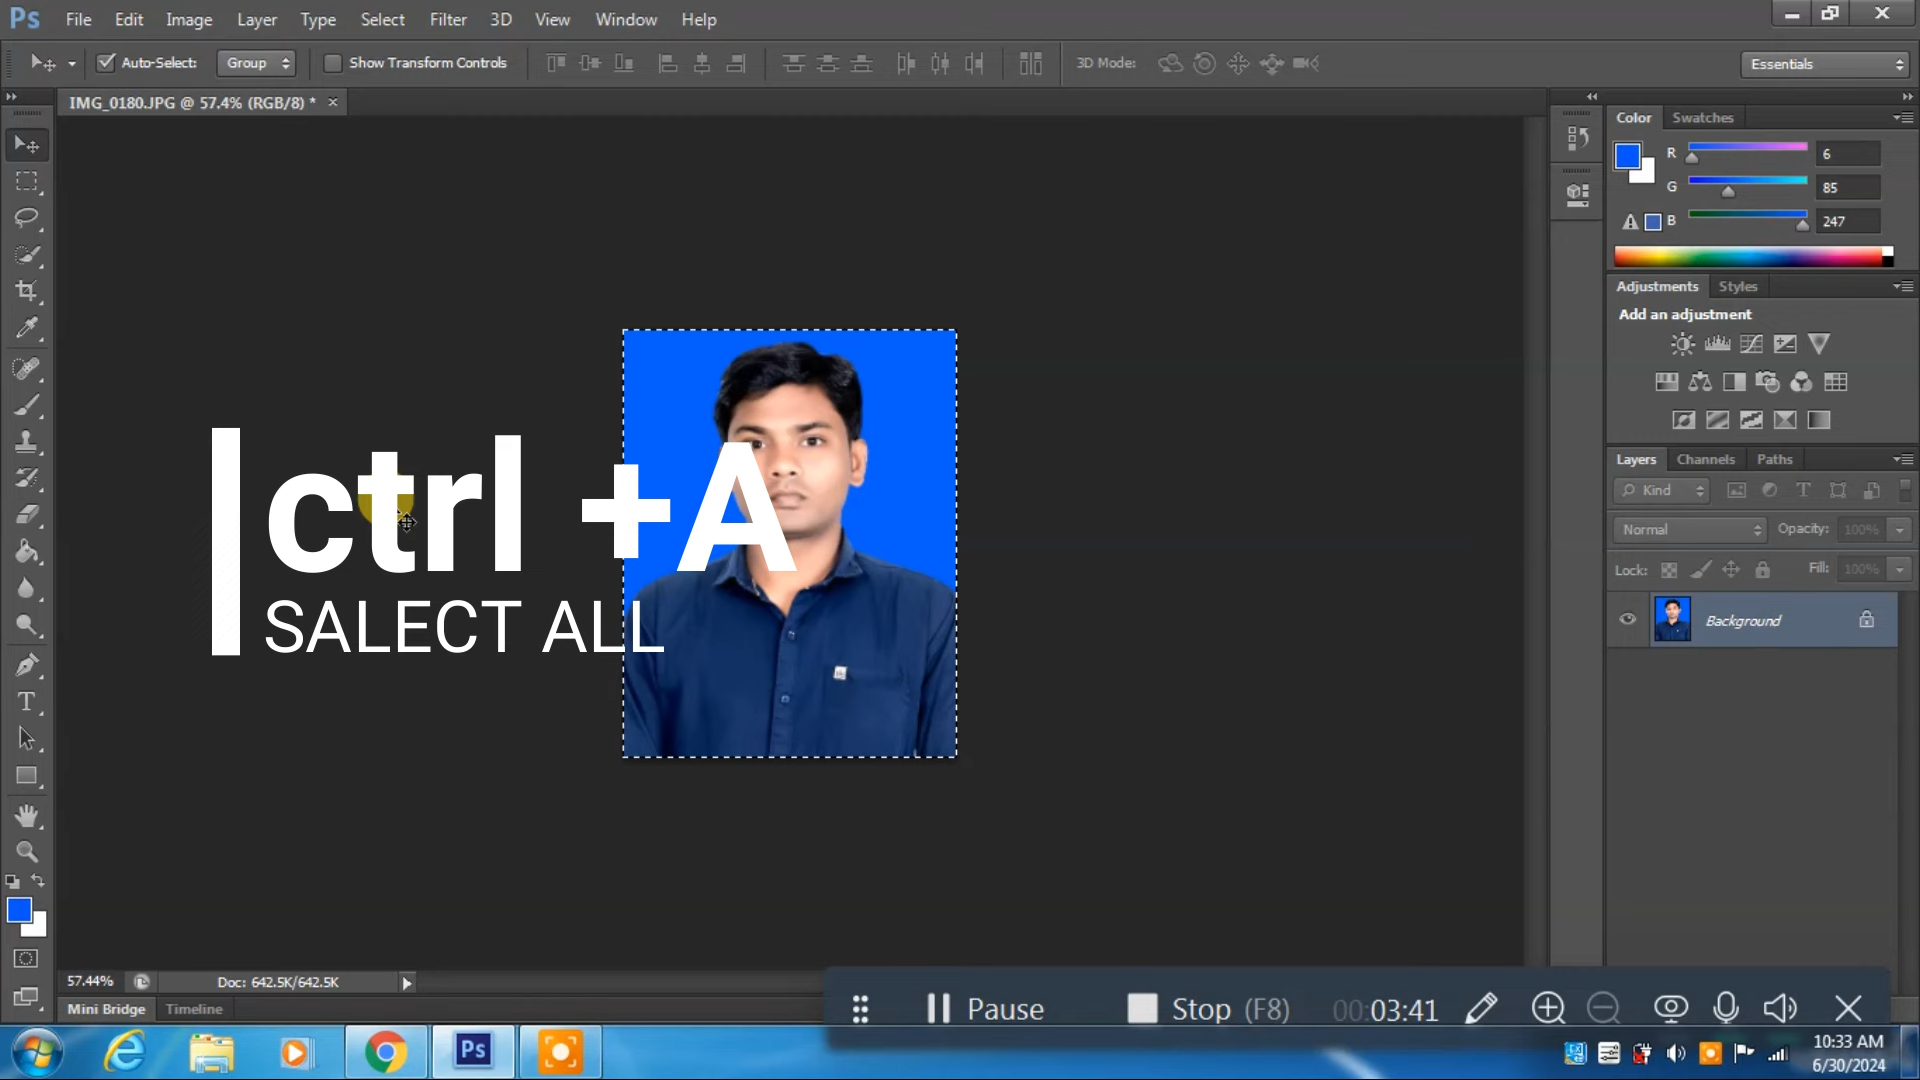 Ps File Edit Image Layer Type Select Filter 3D View Window Help
Auto-Select: Group Show Transform Controls 3D Mode: Essentials
IMG_0180.JPG @ 57.4% (RGB/8) * ×
Color Swatches
R 6
G 85
B 247
Adjustments Styles
Add an adjustment
ctrl +A
SALECT ALL
Layers Channels Paths
Kind
Normal Opacity: 100%
Lock: Fill: 100%
Background
57.44% Doc: 642.5K/642.5K
Mini Bridge Timeline
Pause Stop (F8) 00:03:41
Ps
10:33 AM
6/30/2024